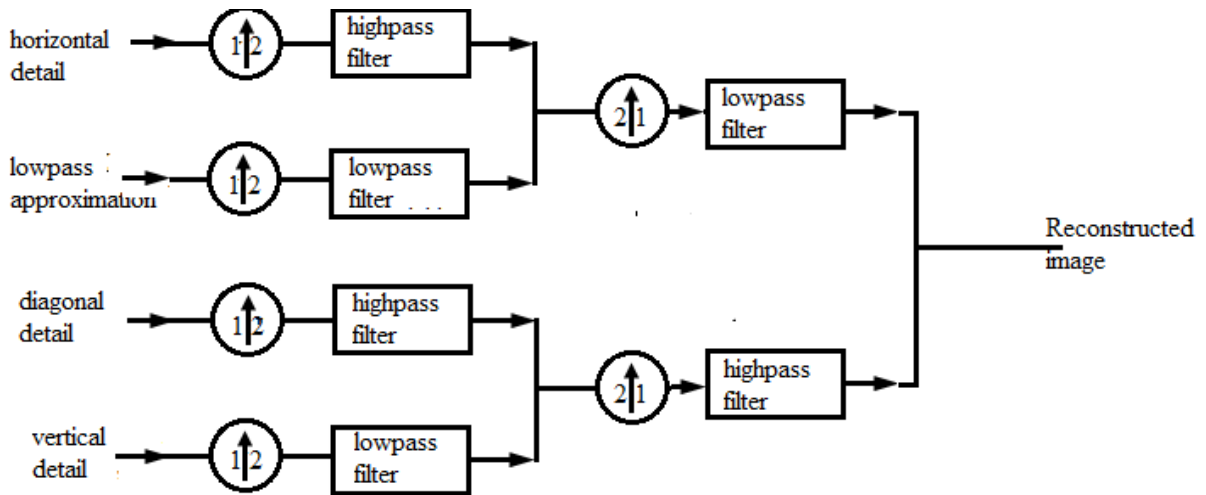 horizontal
detail
1 2
highpass
filter
2 1
lowpass
filter
lowpass
approximation
1 2
lowpass
filter
Reconstructed
image
diagonal
detail
1 2
highpass
filter
2 1
highpass
filter
vertical
detail
1 2
lowpass
filter